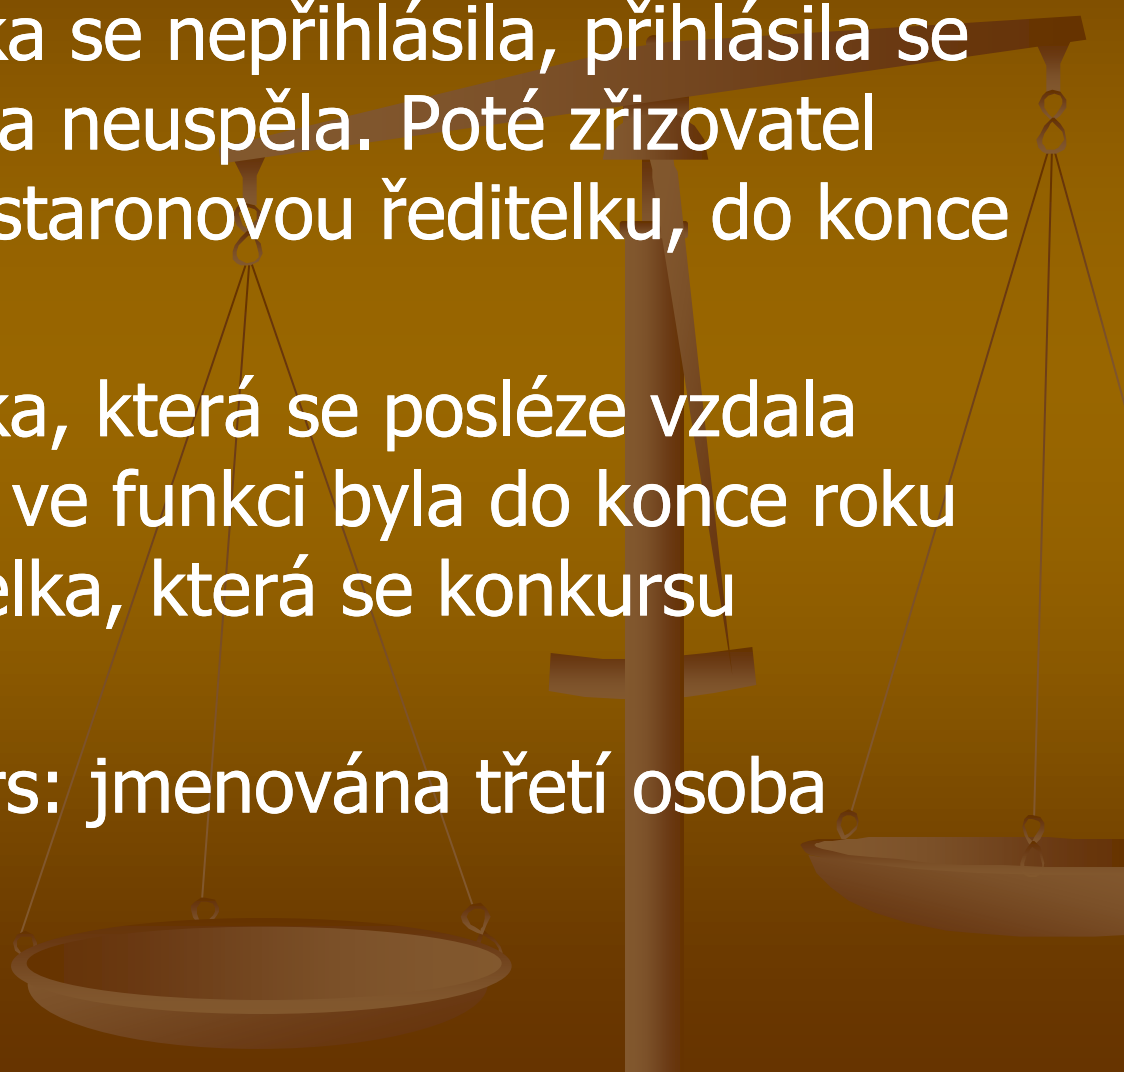 ka se nepřihlásila, přihlásila se
a neuspěla. Poté zřizovatel
staronovou ředitelku, do konce
ka, která se posléze vzdala
ve funkci byla do konce roku
elka, která se konkursu
rs: jmenována třetí osoba